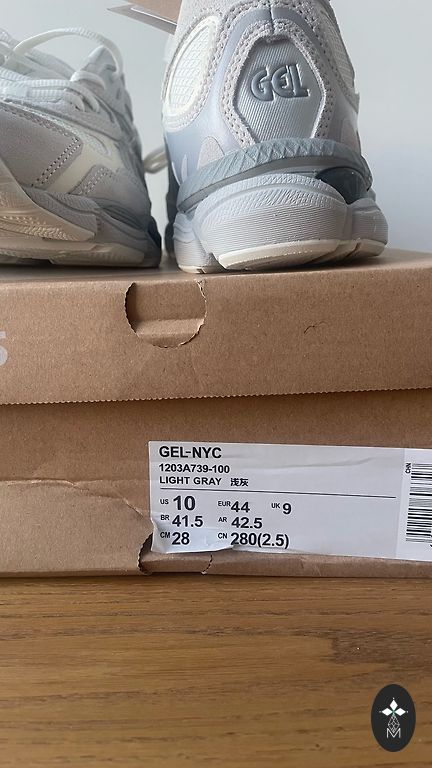 GEL
GEL-NYC
1203A739-100
LIGHT GRAY 浅灰
US 10 EUR 44 UK 9
BR 41.5 AR 42.5
CM 28 CN 280(2.5)